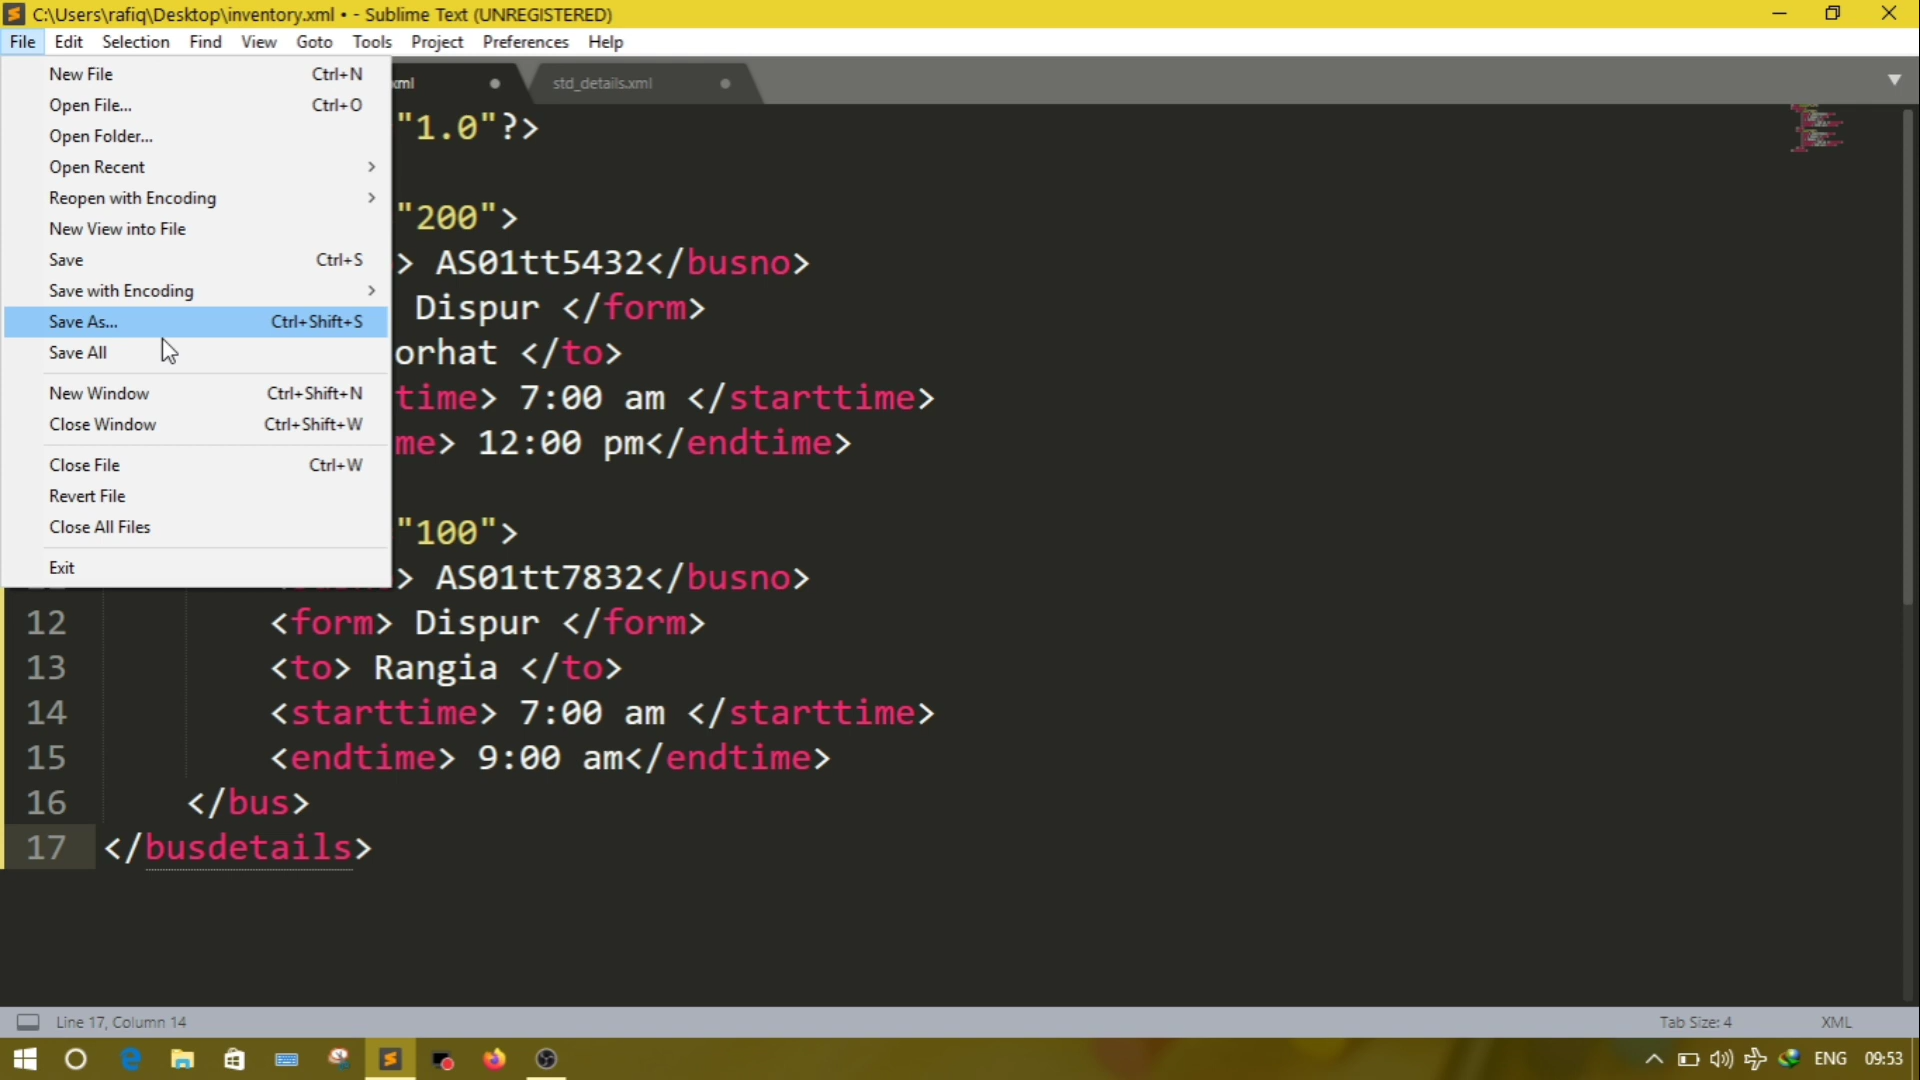 C:\Users\rafiq\Desktop\inventory.xml • - Sublime Text (UNREGISTERED)
File Edit Selection Find View Goto Tools Project Preferences Help
New File Ctrl+N
Open File... Ctrl+O
Open Folder...
Open Recent
Reopen with Encoding
New View into File
Save Ctrl+S
Save with Encoding
Save As... Ctrl+Shift+S
Save All
New Window Ctrl+Shift+N
Close Window Ctrl+Shift+W
Close File Ctrl+W
Revert File
Close All Files
Exit
xml std_details.xml
"1.0"?>
"200">
> AS01tt5432</busno>
Dispur </form>
orhat </to>
time> 7:00 am </starttime>
me> 12:00 pm</endtime>
"100">
> AS01tt7832</busno>
12 <form> Dispur </form>
13 <to> Rangia </to>
14 <starttime> 7:00 am </starttime>
15 <endtime> 9:00 am</endtime>
16 </bus>
17 </busdetails>
Line 17, Column 14 Tab Size: 4 XML
ENG 09:53